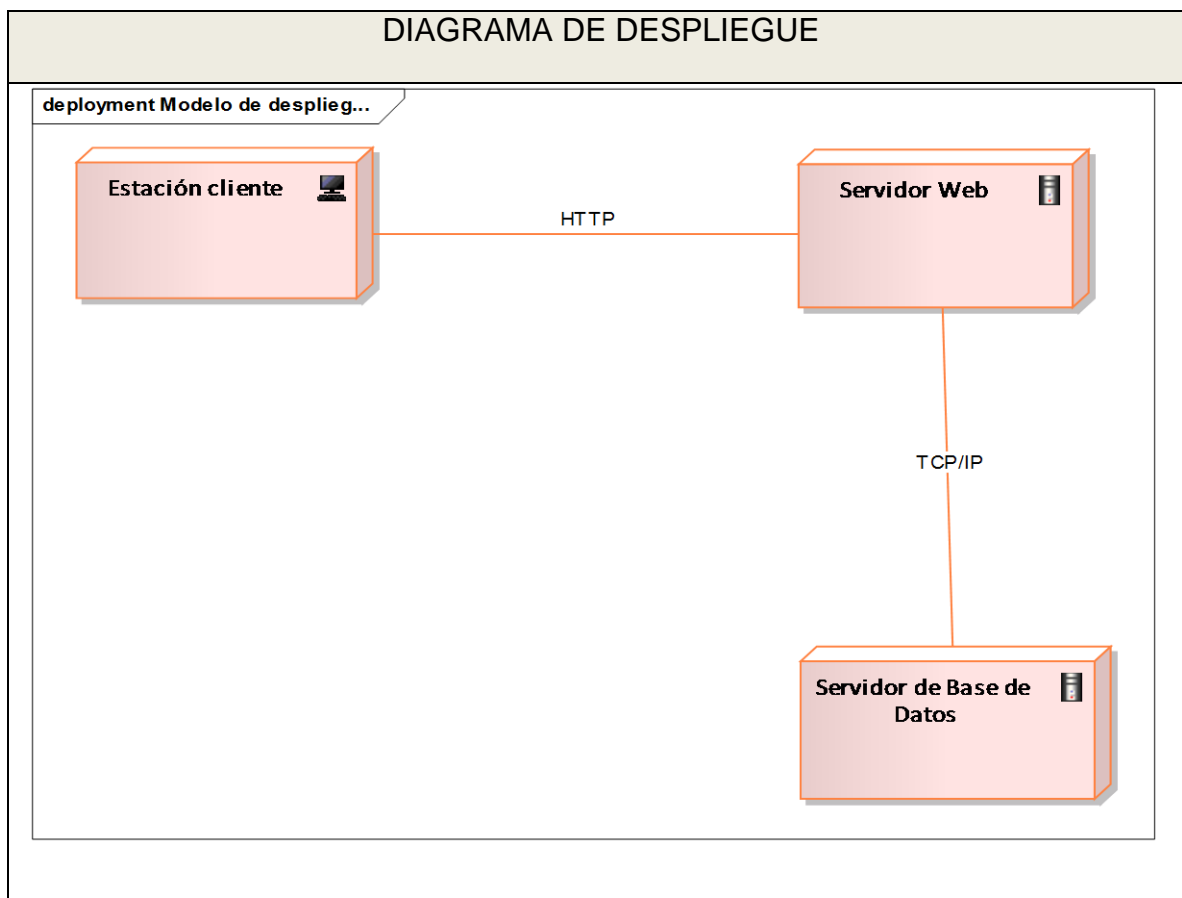 DIAGRAMA DE DESPLIEGUE
deployment Modelo de desplieg...
Estación cliente
HTTP
Servidor Web
TCP/IP
Servidor de Base de
Datos